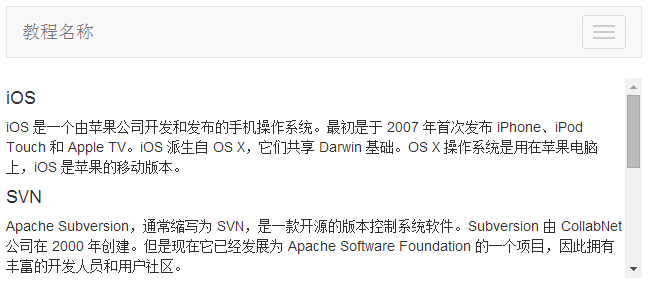 教程名称
iOS
iOS 是一个由苹果公司开发和发布的手机操作系统。最初是于 2007 年首次发布 iPhone、iPod
Touch 和 Apple TV。iOS 派生自 OS X，它们共享 Darwin 基础。OS X 操作系统是用在苹果电脑
上，iOS 是苹果的移动版本。
SVN
Apache Subversion，通常缩写为 SVN，是一款开源的版本控制系统软件。Subversion 由 CollabNet
公司在 2000 年创建。但是现在它已经发展为 Apache Software Foundation 的一个项目，因此拥有
丰富的开发人员和用户社区。